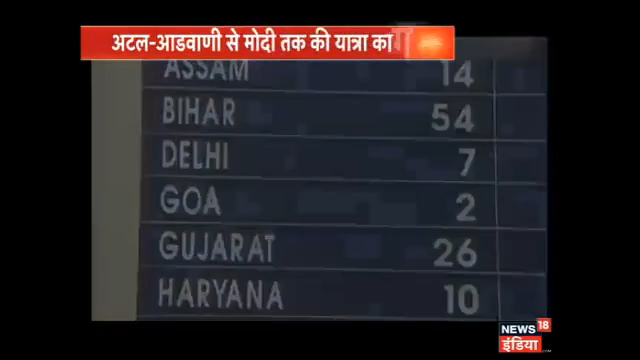 अटल-आडवाणी से मोदी तक की यात्रा का
ASSAM 14
BIHAR 54
DELHI 7
GOA 2
GUJARAT 26
HARYANA 10
NEWS 18
इंडिया